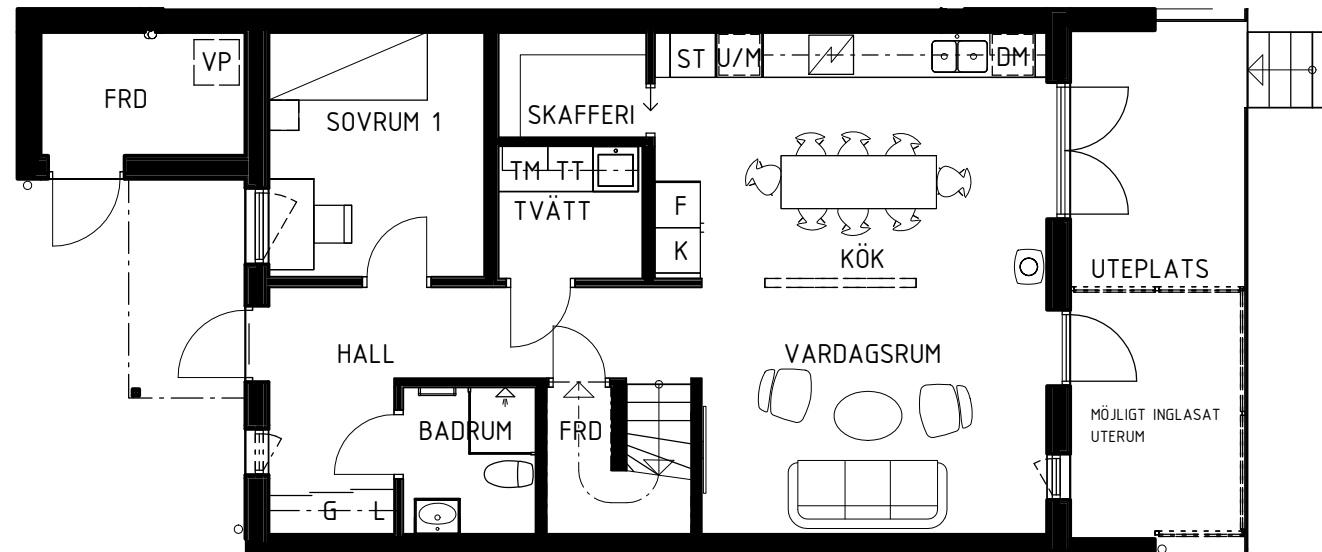 VP
FRD
SOVRUM 1
SKAFFERI
ST
U/M
DM
TM
TT
TVÄTT
F
K
KÖK
UTEPLATS
HALL
VARDAGSRUM
BADRUM
FRD
MÖJLIGT INGLASAT
UTERUM
G
L